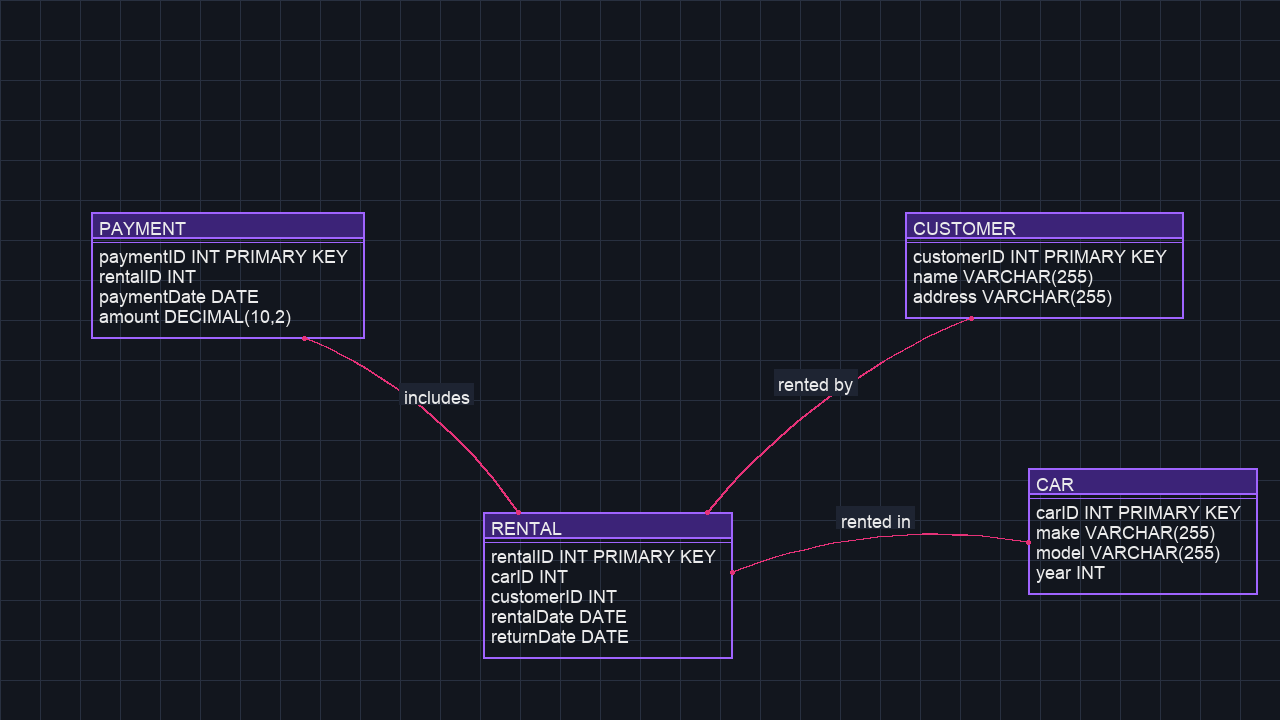 PAYMENT
paymentID INT PRIMARY KEY
rentalID INT
paymentDate DATE
amount DECIMAL(10,2)
CUSTOMER
customerID INT PRIMARY KEY
name VARCHAR(255)
address VARCHAR(255)
includes
rented by
RENTAL
rentalID INT PRIMARY KEY
carID INT
customerID INT
rentalDate DATE
returnDate DATE
rented in
CAR
carID INT PRIMARY KEY
make VARCHAR(255)
model VARCHAR(255)
year INT